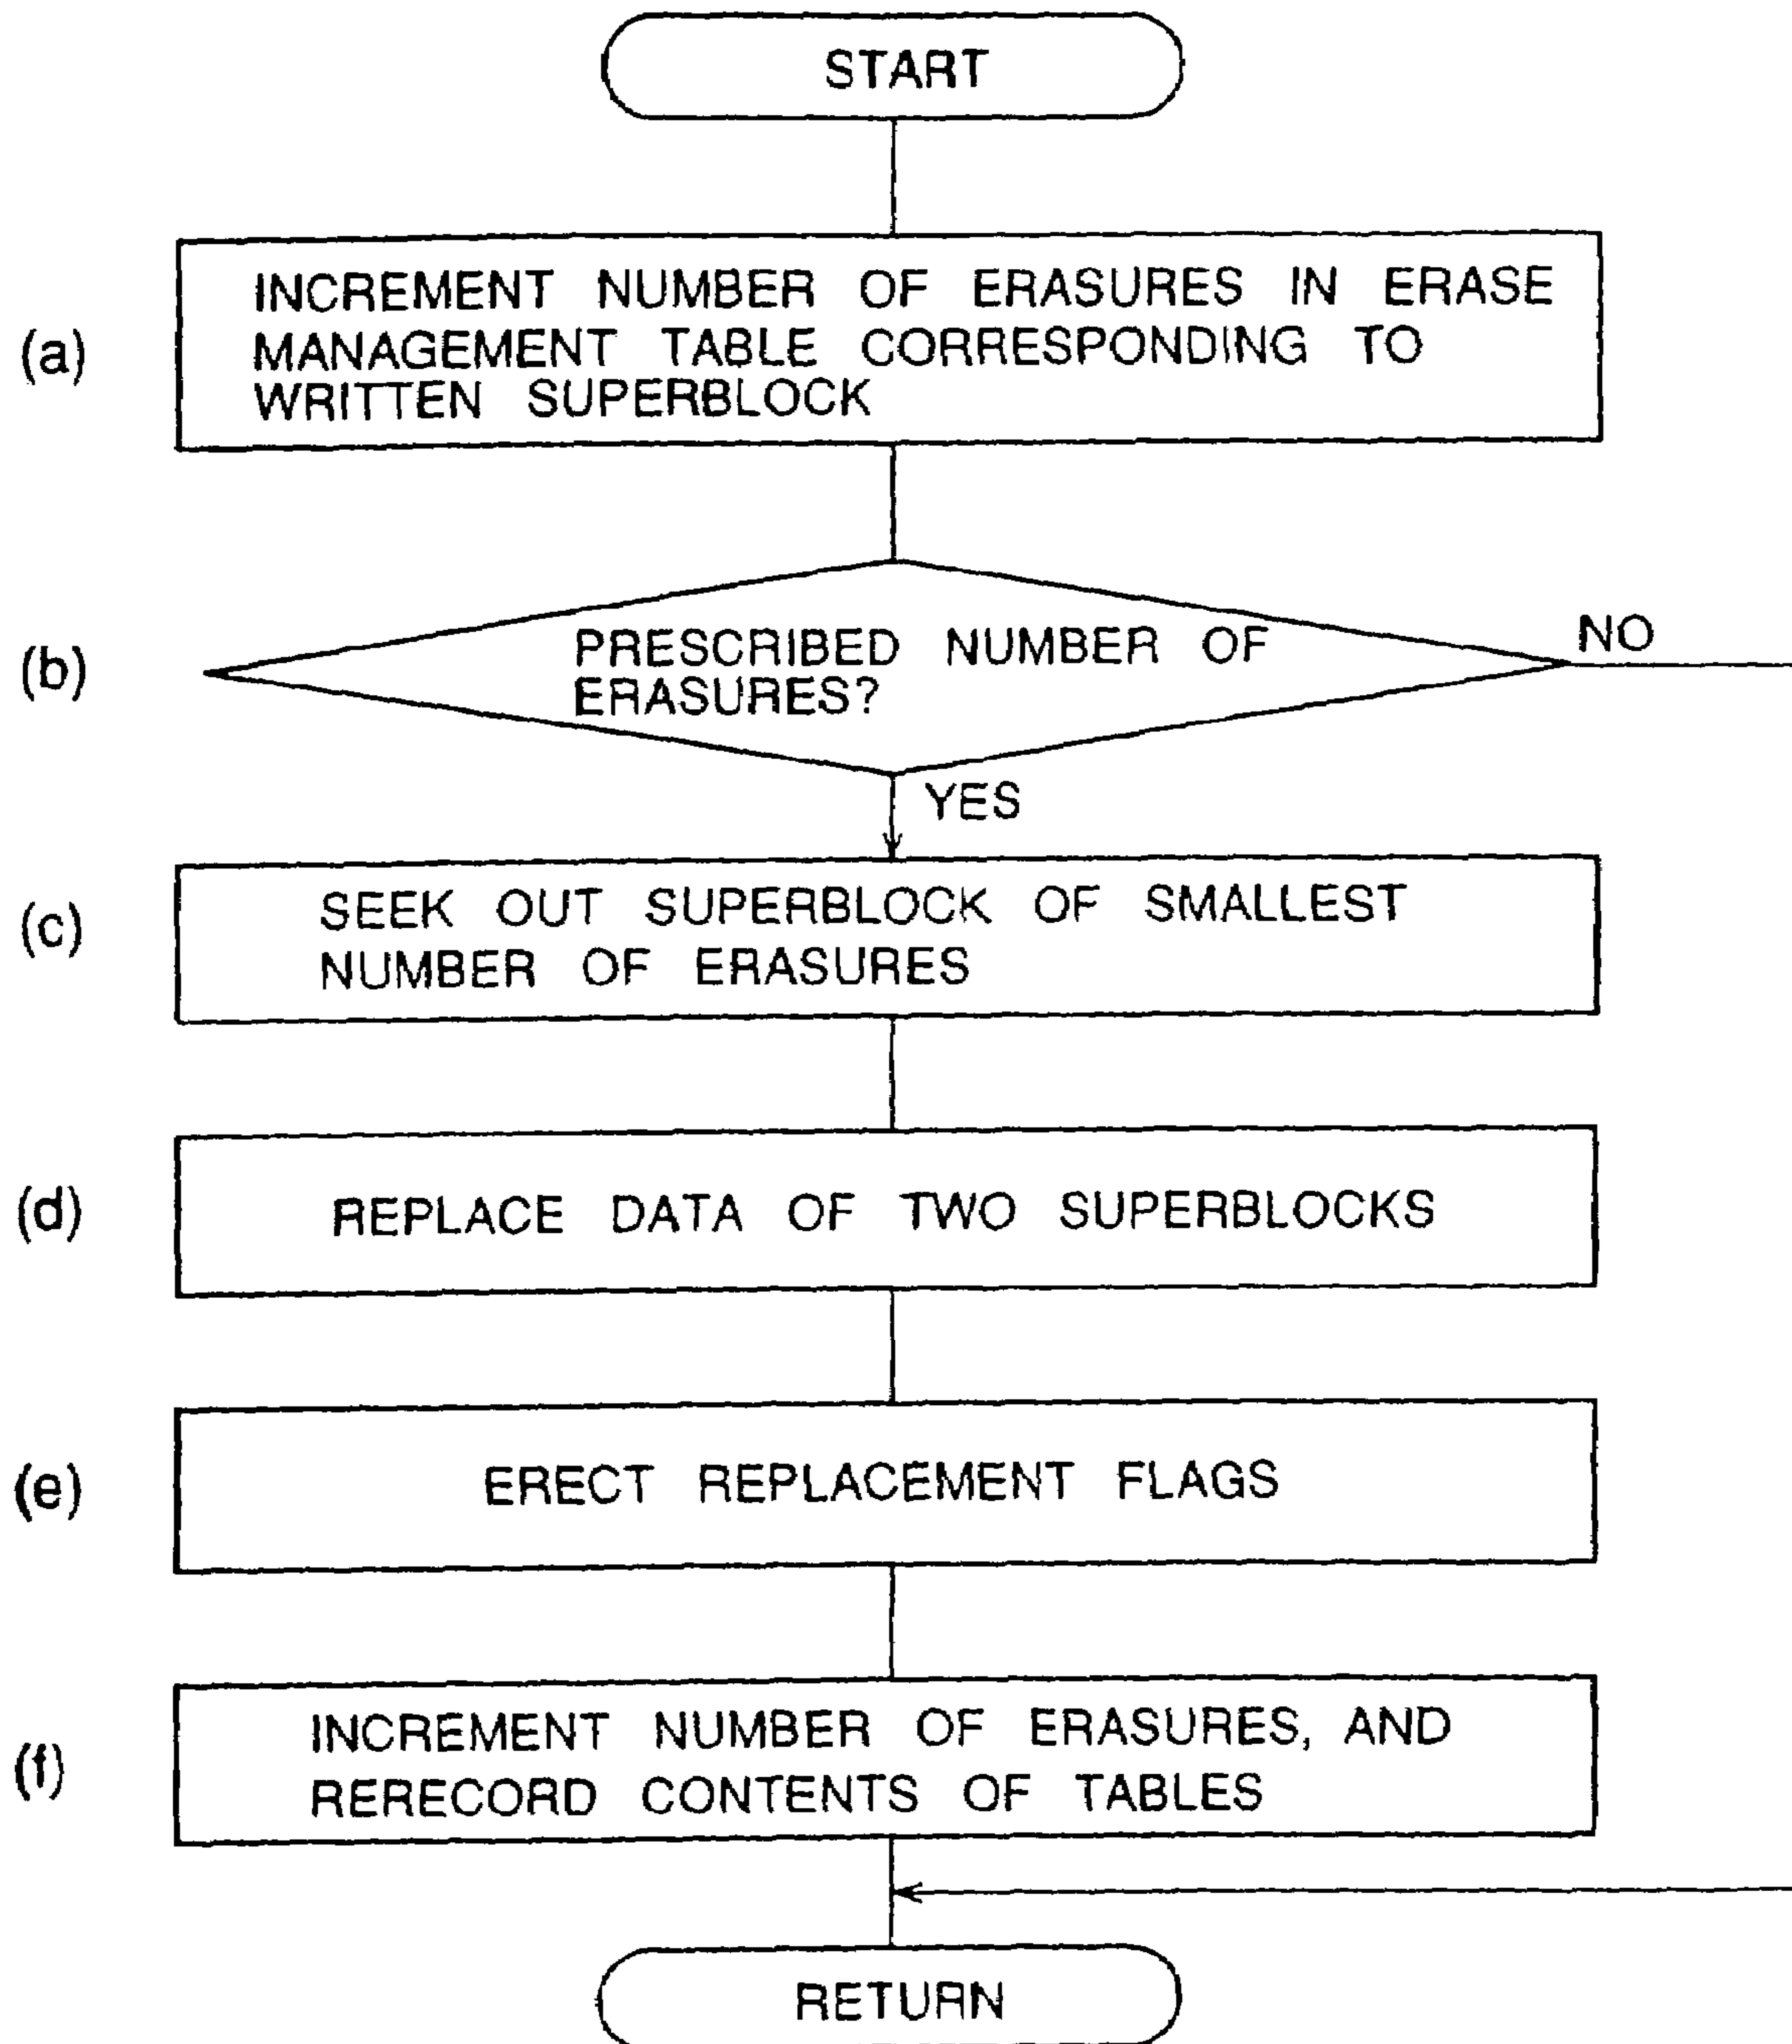 START
(a)
INCREMENT NUMBER OF ERASURES IN ERASE
MANAGEMENT TABLE CORRESPONDING TO
WRITTEN SUPERBLOCK
(b)
PRESCRIBED NUMBER OF
ERASURES?
NO
YES
(c)
SEEK OUT SUPERBLOCK OF SMALLEST
NUMBER OF ERASURES
(d)
REPLACE DATA OF TWO SUPERBLOCKS
(e)
ERECT REPLACEMENT FLAGS
(f)
INCREMENT NUMBER OF ERASURES, AND
RERECORD CONTENTS OF TABLES
RETURN